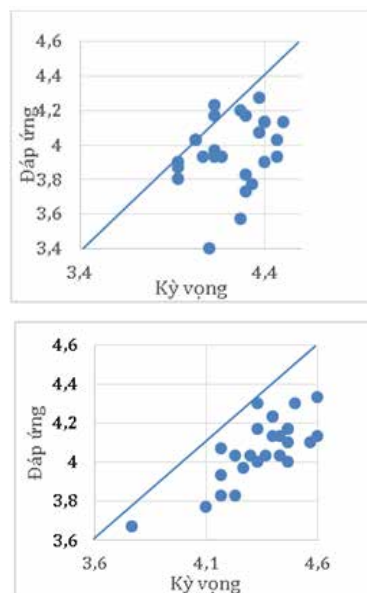 4,6
4,4
4,2
4
3,8
3,6
3,4
Đáp ứng
3,4 4,4
Kỳ vọng
4,6
4,4
4,2
4
3,8
3,6
Đáp ứng
3,6 4,1 4,6
Kỳ vọng